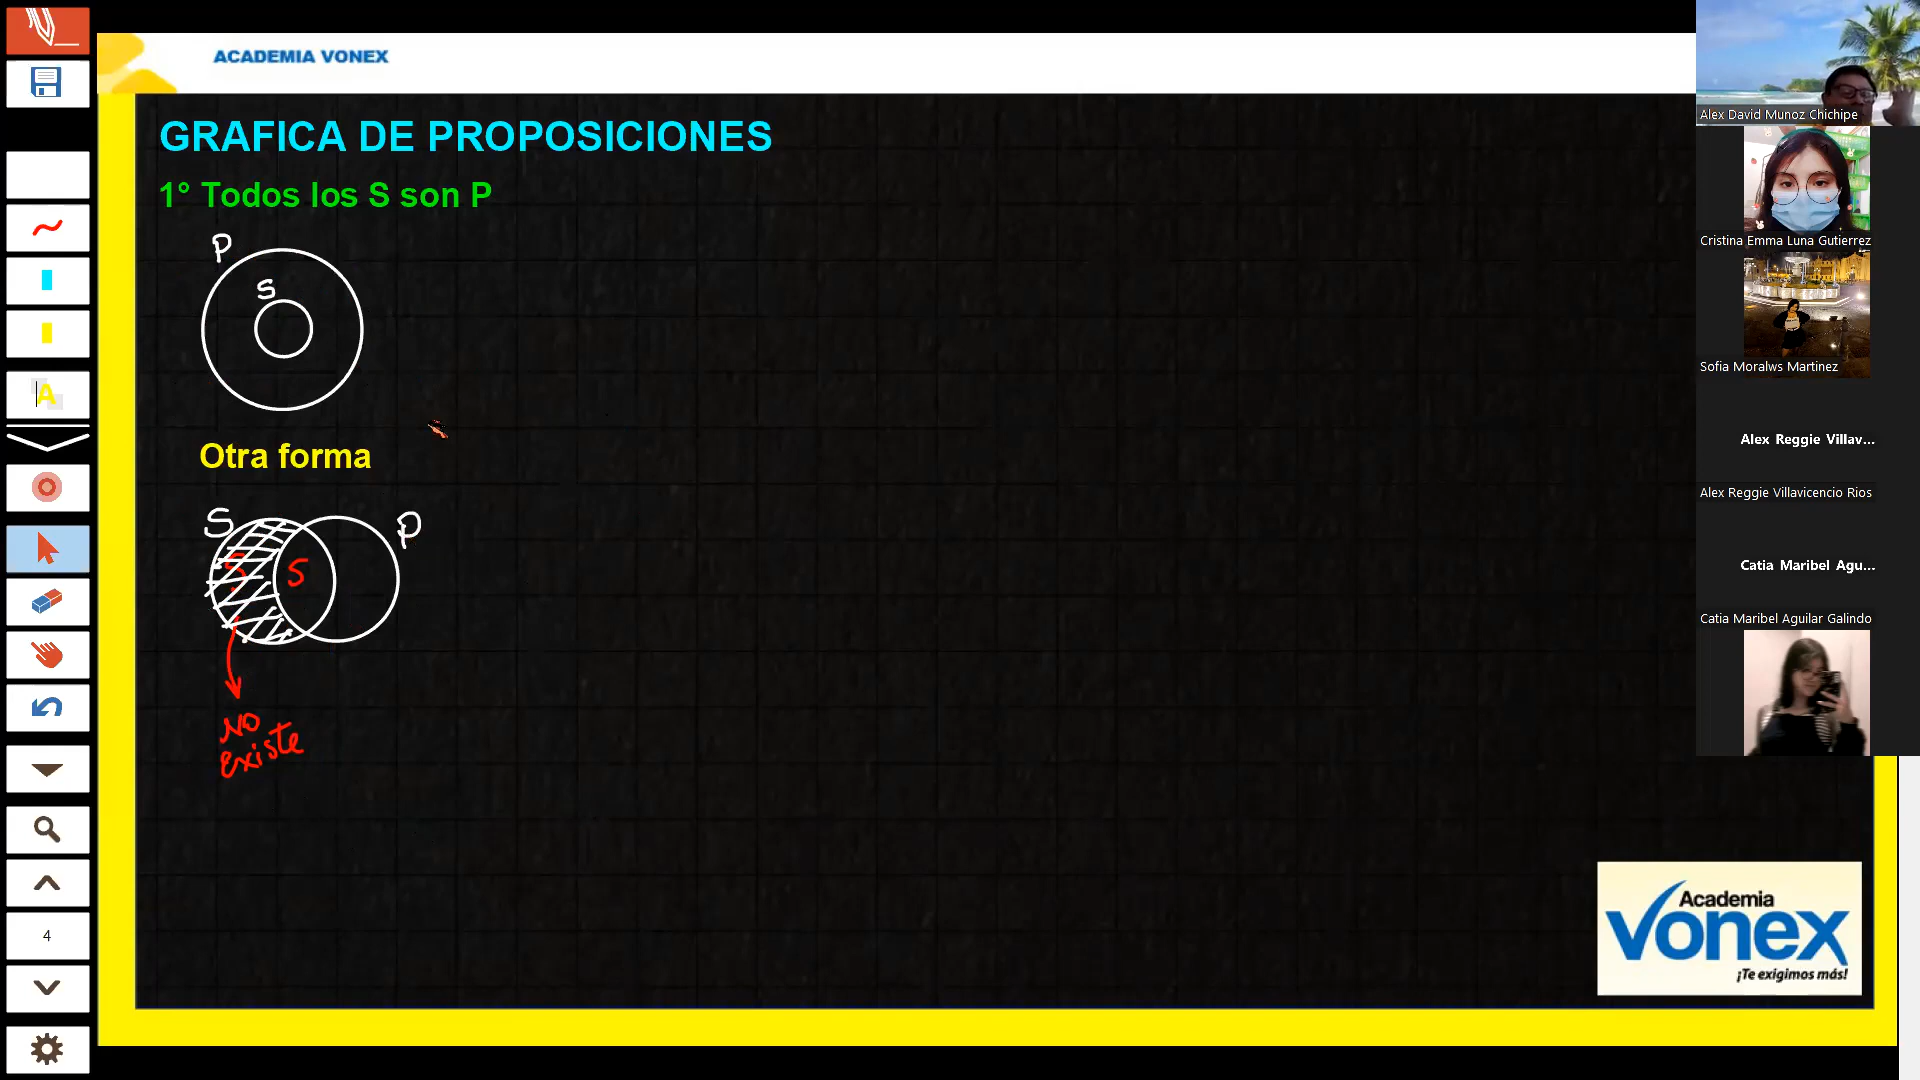 ACADEMIA VONEX
GRAFICA DE PROPOSICIONES
1° Todos los S son P
P
S
Otra forma
S
P
S
S
NO
Existe
A
4
Alex David Munoz Chichipe
Cristina Emma Luna Gutierrez
Sofia Moralws Martinez
Alex Reggie Villav...
Alex Reggie Villavicencio Rios
Catia Maribel Agu...
Catia Maribel Aguilar Galindo
Academia
Vonex
¡Te exigimos más!